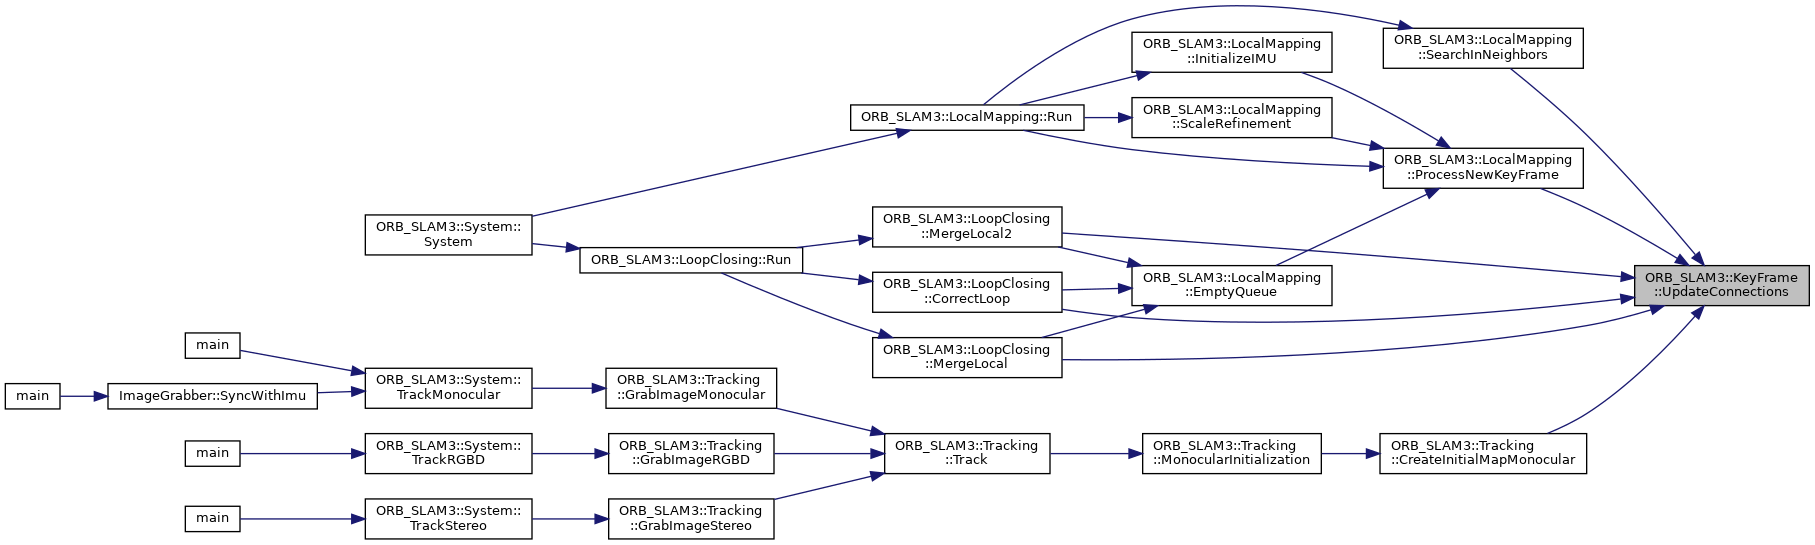 ORB_SLAM3::LocalMapping
::SearchInNeighbors
ORB_SLAM3::LocalMapping
::InitializeIMU
ORB_SLAM3::LocalMapping::Run
ORB_SLAM3::LocalMapping
::ScaleRefinement
ORB_SLAM3::LocalMapping
::ProcessNewKeyFrame
ORB_SLAM3::System::
System
ORB_SLAM3::LoopClosing
::MergeLocal2
ORB_SLAM3::LoopClosing::Run
ORB_SLAM3::LocalMapping
::EmptyQueue
ORB_SLAM3::KeyFrame
::UpdateConnections
ORB_SLAM3::LoopClosing
::CorrectLoop
ORB_SLAM3::LoopClosing
::MergeLocal
main
main
ImageGrabber::SyncWithImu
ORB_SLAM3::System::
TrackMonocular
ORB_SLAM3::Tracking
::GrabImageMonocular
main
ORB_SLAM3::System::
TrackRGBD
ORB_SLAM3::Tracking
::GrabImageRGBD
ORB_SLAM3::Tracking
::Track
ORB_SLAM3::Tracking
::MonocularInitialization
ORB_SLAM3::Tracking
::CreateInitialMapMonocular
main
ORB_SLAM3::System::
TrackStereo
ORB_SLAM3::Tracking
::GrabImageStereo